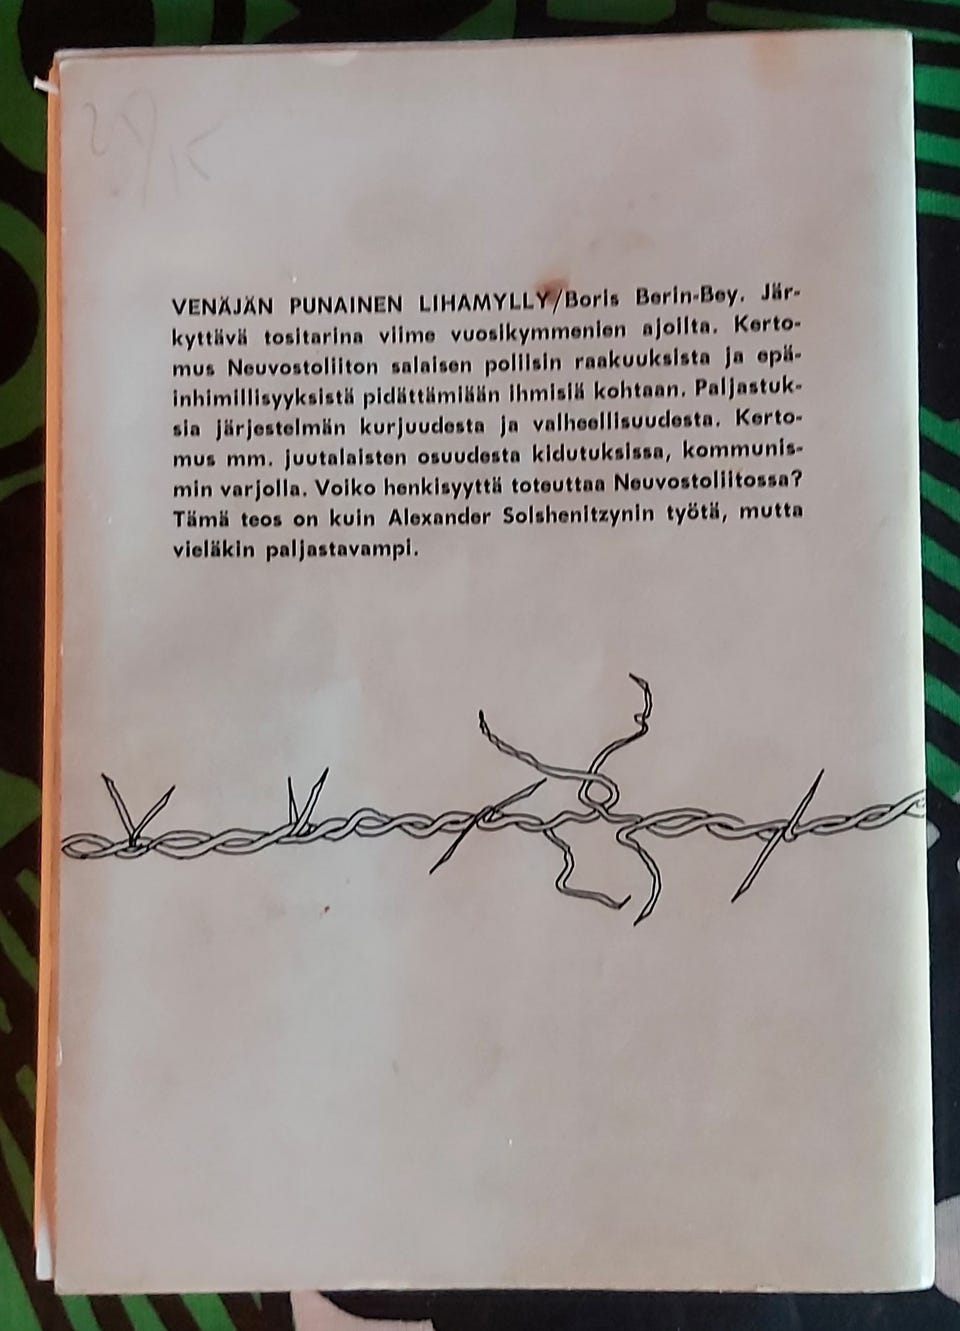 VENÄJÄN PUNAINEN LIHAMYLLY/Boris Berin-Bey. Jär-
kyttävä tositarina viime vuosikymmenien ajoilta. Kerto-
mus Neuvostoliiton salaisen poliisin raakuuksista ja epä-
inhimillisyyksistä pidättämiään ihmisiä kohtaan. Paljastuk-
sia järjestelmän kurjuudesta ja valheellisuudesta. Kerto-
mus mm. juutalaisten osuudesta kidutuksissa, kommunis-
min varjolla. Voiko henkisyyttä toteuttaa Neuvostoliitossa?
Tämä teos on kuin Alexander Solshenitzynin työtä, mutta
vieläkin paljastavampi.